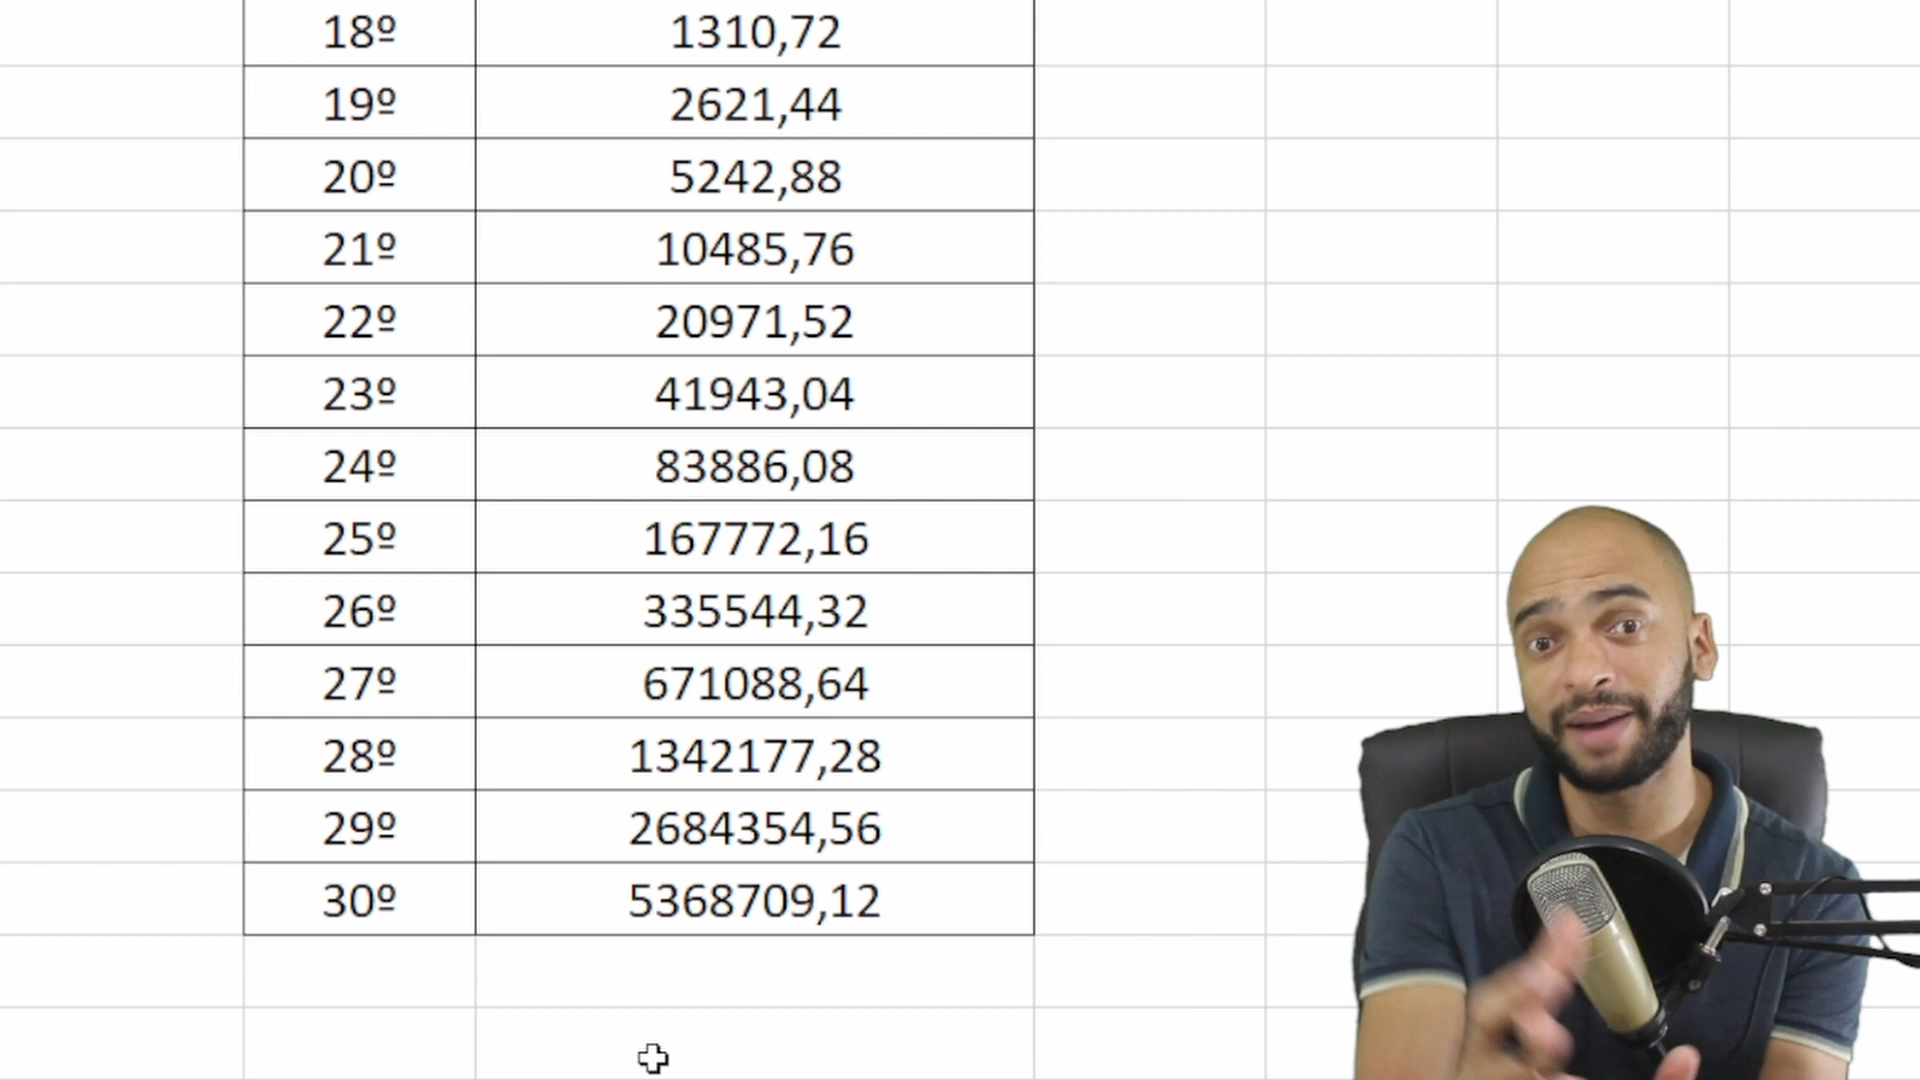 18º 1310,72
19º 2621,44
20º 5242,88
21º 10485,76
22º 20971,52
23º 41943,04
24º 83886,08
25º 167772,16
26º 335544,32
27º 671088,64
28º 1342177,28
29º 2684354,56
30º 5368709,12